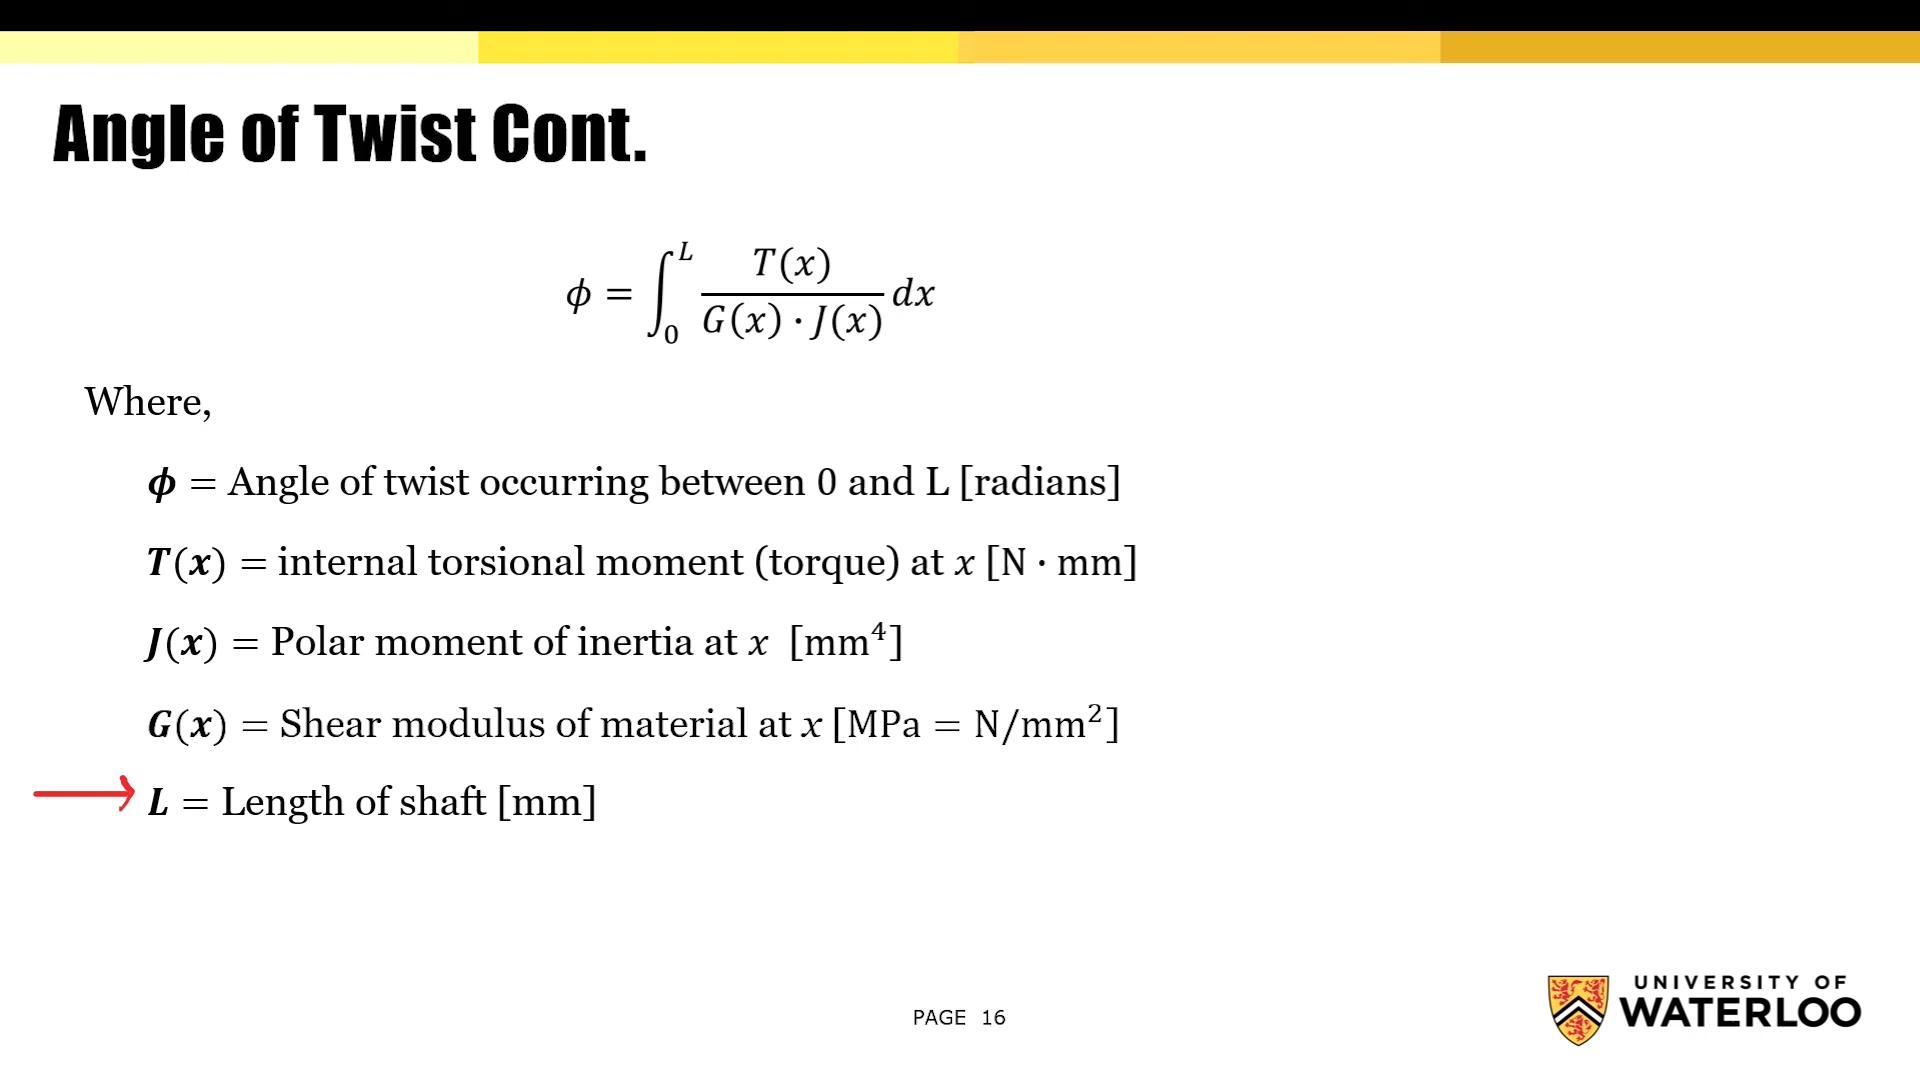 Angle of Twist Cont.
ϕ = ∫₀ᴸ T(x) / (G(x) · J(x)) dx
Where,
ϕ = Angle of twist occurring between 0 and L [radians]
T(x) = internal torsional moment (torque) at x [N · mm]
J(x) = Polar moment of inertia at x [mm⁴]
G(x) = Shear modulus of material at x [MPa = N/mm²]
L = Length of shaft [mm]
PAGE 16
UNIVERSITY OF
WATERLOO